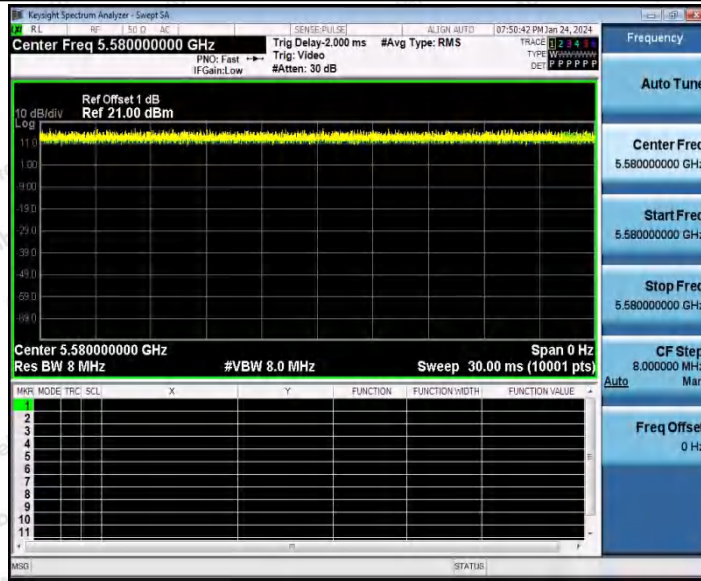 Keysight Spectrum Analyzer - Swept SA
RL RF 50 Ω AC SENSE:PULSE ALIGN AUTO 07:50:42 PM Jan 24, 2024
Center Freq 5.580000000 GHz
PNO: Fast
IFGain:Low
Trig Delay-2.000 ms
Trig: Video
#Atten: 30 dB
#Avg Type: RMS
TRACE 1 2 3 4 5 6
TYPE W
DET P P P P P P
Ref Offset 1 dB
10 dB/div Ref 21.00 dBm
Log
11.0
1.00
-9.00
-19.0
-29.0
-39.0
-49.0
-59.0
-69.0
Center 5.580000000 GHz Span 0 Hz
Res BW 8 MHz #VBW 8.0 MHz Sweep 30.00 ms (10001 pts)
MKR MODE TRC SCL X Y FUNCTION FUNCTION WIDTH FUNCTION VALUE
1
2
3
4
5
6
7
8
9
10
11
MSG STATUS
Frequency
Auto Tune
Center Freq
5.580000000 GHz
Start Freq
5.580000000 GHz
Stop Freq
5.580000000 GHz
CF Step
8.000000 MHz
Auto Man
Freq Offset
0 Hz